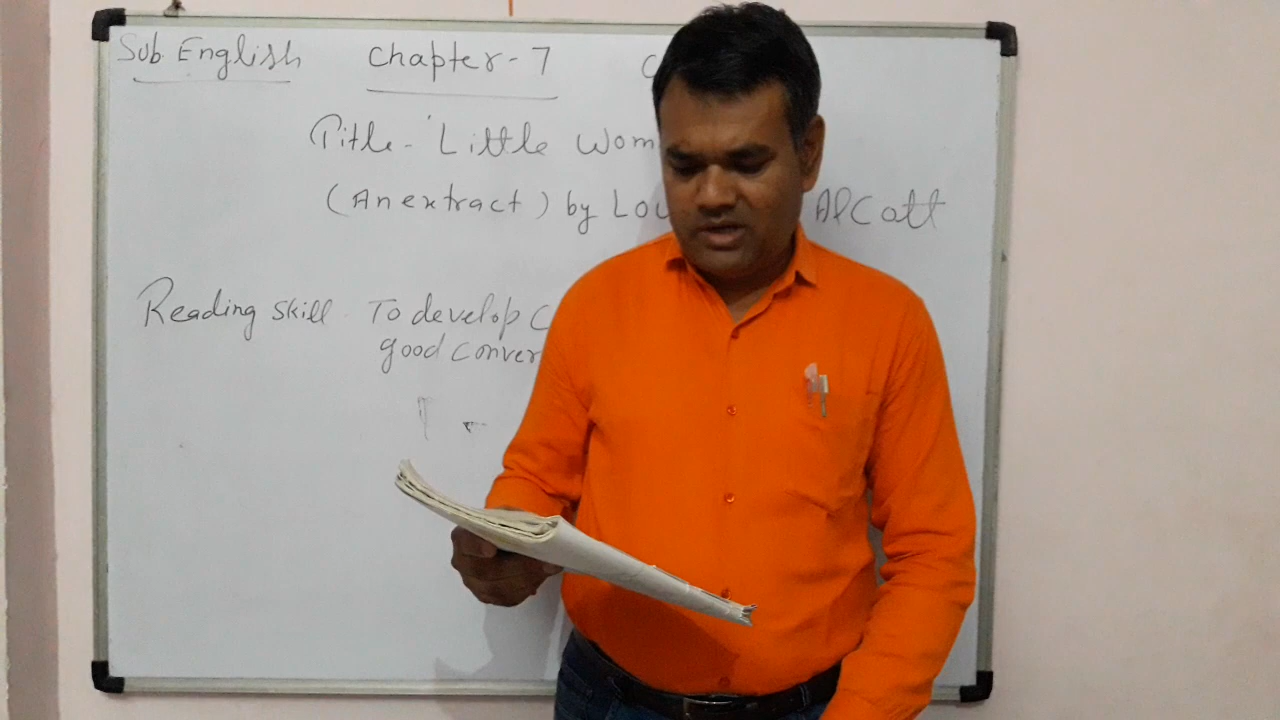 Sub. English Chapter-7 C
Title - 'Little Wom
(An extract) by Lou AlCott
Reading skill To develop C
good conver